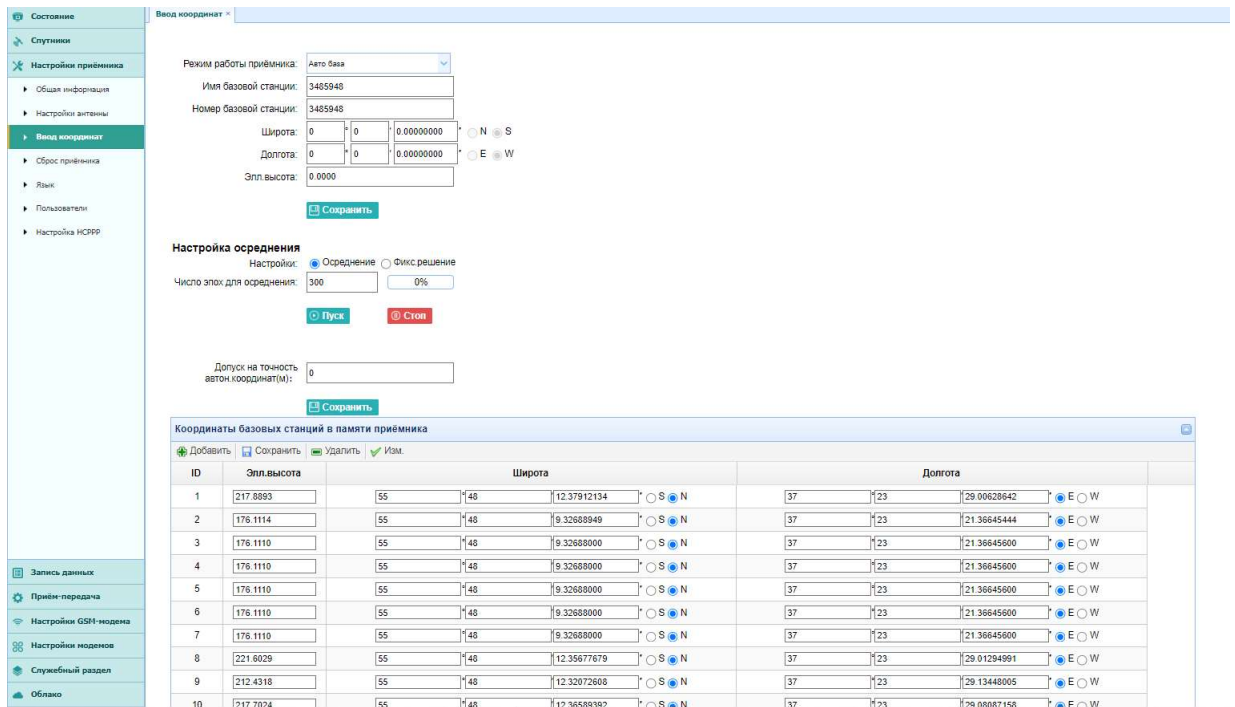 Состояние
Спутники
Настройки приёмника
Общая информация
Настройки антенны
Ввод координат
Сброс приёмника
Язык
Пользователи
Настройка HCPPP
Запись данных
Приём-передача
Настройки GSM-модема
Настройки модемов
Служебный раздел
Облако
Ввод координат ×
Режим работы приёмника: Авто база
Имя базовой станции: 3485948
Номер базовой станции: 3485948
Широта: 0 ° 0 ' 0.00000000 " N S
Долгота: 0 ° 0 ' 0.00000000 " E W
Элл.высота: 0.0000
Сохранить
Настройка осреднения
Настройки: Осреднение Фикс.решение
Число эпох для осреднения: 300 0%
Пуск Стоп
Допуск на точность
автон.координат(м): 0
Сохранить
Координаты базовых станций в памяти приёмника
Добавить Сохранить Удалить Изм.
ID Элл.высота Широта Долгота
1 217.8893 55 ° 48 ' 12.37912134 " S N 37 ° 23 ' 29.00628642 " E W
2 176.1114 55 ° 48 ' 9.32688949 " S N 37 ° 23 ' 21.36645444 " E W
3 176.1110 55 ° 48 ' 9.32688000 " S N 37 ° 23 ' 21.36645600 " E W
4 176.1110 55 ° 48 ' 9.32688000 " S N 37 ° 23 ' 21.36645600 " E W
5 176.1110 55 ° 48 ' 9.32688000 " S N 37 ° 23 ' 21.36645600 " E W
6 176.1110 55 ° 48 ' 9.32688000 " S N 37 ° 23 ' 21.36645600 " E W
7 176.1110 55 ° 48 ' 9.32688000 " S N 37 ° 23 ' 21.36645600 " E W
8 221.6029 55 ° 48 ' 12.35677679 " S N 37 ° 23 ' 29.01294991 " E W
9 212.4318 55 ° 48 ' 12.32072608 " S N 37 ° 23 ' 29.13448005 " E W
10 217.7024 55 48 12.36589392 S N 37 23 29.08087158 E W